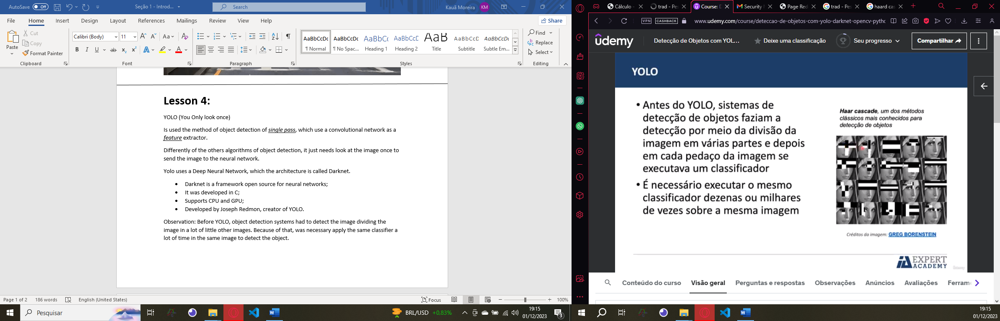 AutoSave Off Seção 1 - Introd... Search Kauã Moreira KM
File Home Insert Design Layout References Mailings Review View Help Share
Paste Cut Copy Format Painter
Clipboard
Calibri (Body) 11
Font
Paragraph
AaBbCcDc AaBbCcDc AaBbCc AaBbCcD AaB AaBbCcD AaBbCcDc
¶ Normal ¶ No Spac... Heading 1 Heading 2 Title Subtitle Subtle Em...
Styles
Find
Replace
Select
Editing
Lesson 4:
YOLO (You Only look once)
Is used the method of object detection of single pass, which use a convolutional network as a
feature extractor.
Differently of the others algorithms of object detection, it just needs look at the image once to
send the image to the neural network.
Yolo uses a Deep Neural Network, which the architecture is called Darknet.
• Darknet is a framework open source for neural networks;
• It was developed in C;
• Supports CPU and GPU;
• Developed by Joseph Redmon, creator of YOLO.
Observation: Before YOLO, object detection systems had to detect the image dividing the
image in a lot of little other images. Because of that, was necessary apply the same classifier a
lot of time in the same image to detect the object.
Page 1 of 2 186 words English (United States) Focus 100%
Pesquisar BRL/USD +0,83% 19:15
01/12/2023 3
Cálculo - trad - Pes Course: D Security Page Red trad - Pes haard cas
VPN CASHBACK www.udemy.com/course/deteccao-de-objetos-com-yolo-darknet-opencv-pythc
udemy Detecção de Objetos com YOL... Deixe uma classificação Seu progresso Compartilhar
YOLO
• Antes do YOLO, sistemas de
detecção de objetos faziam a
detecção por meio da divisão da
imagem em várias partes e depois
em cada pedaço da imagem se
executava um classificador
• É necessário executar o mesmo
classificador dezenas ou milhares
de vezes sobre a mesma imagem
Haar cascade, um dos métodos
clássicos mais conhecidos para
detecção de objetos
Créditos da imagem: GREG BORENSTEIN
IA EXPERT
ACADEMY
Udemy
Conteúdo do curso Visão geral Perguntas e respostas Observações Anúncios Avaliações Ferrame
19:15
01/12/2023